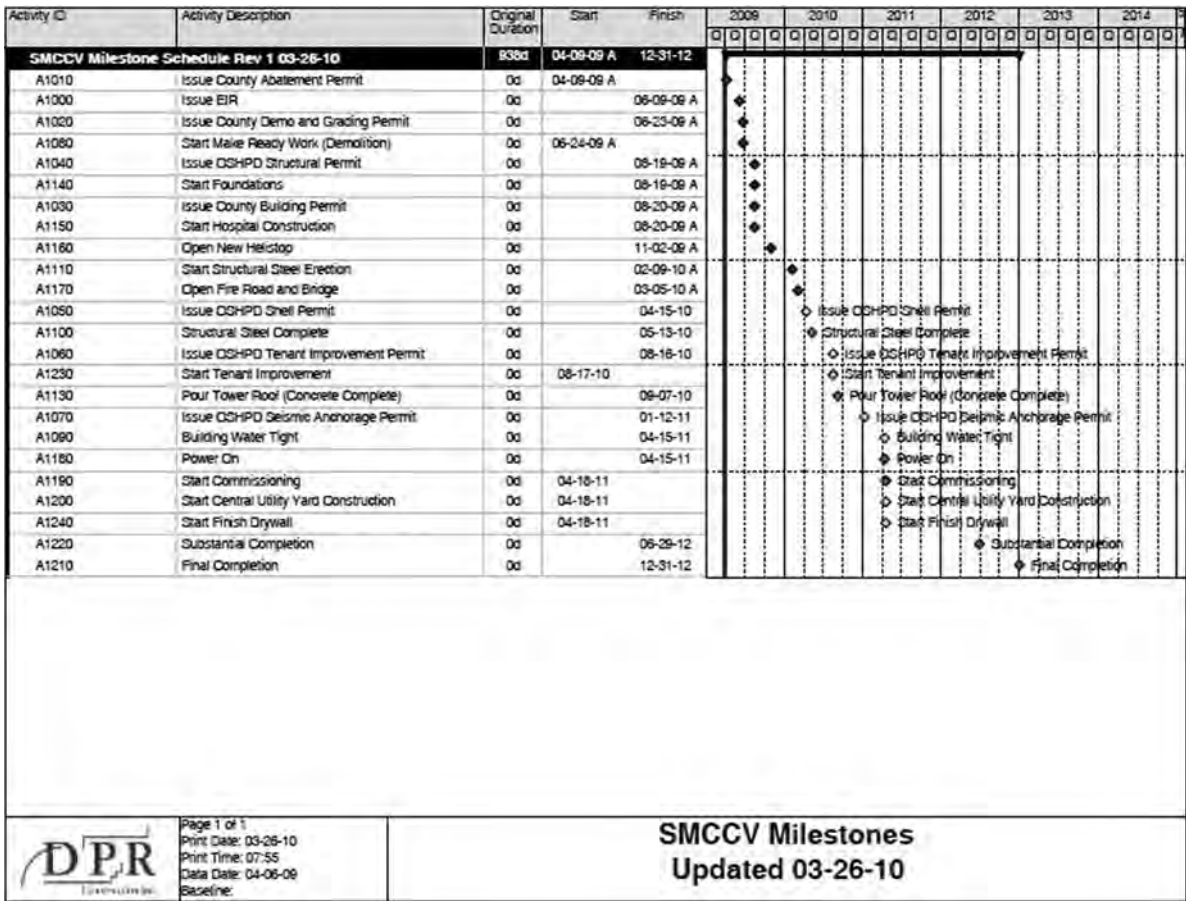 Activity ID Activity Description Original Duration Start Finish 2009 2010 2011 2012 2013 2014
Q Q Q Q Q Q Q Q Q Q Q Q Q Q Q Q Q Q Q Q Q Q Q
SMCCV Milestone Schedule Rev 1 03-26-10 938d 04-09-09 A 12-31-12
A1010 Issue County Abatement Permit 0d 04-09-09 A
A1000 Issue EIR 0d 06-09-09 A
A1020 Issue County Demo and Grading Permit 0d 06-23-09 A
A1080 Start Make Ready Work (Demolition) 0d 06-24-09 A
A1040 Issue OSHPD Structural Permit 0d 08-19-09 A
A1140 Start Foundations 0d 08-19-09 A
A1030 Issue County Building Permit 0d 08-20-09 A
A1150 Start Hospital Construction 0d 08-20-09 A
A1160 Open New Helistop 0d 11-02-09 A
A1110 Start Structural Steel Erection 0d 02-09-10 A
A1170 Open Fire Road and Bridge 0d 03-05-10 A
A1050 Issue OSHPD Shell Permit 0d 04-15-10 Issue OSHPD Shell Permit
A1100 Structural Steel Complete 0d 05-13-10 Structural Steel Complete
A1060 Issue OSHPD Tenant Improvement Permit 0d 08-16-10 Issue OSHPD Tenant Improvement Permit
A1230 Start Tenant Improvement 0d 08-17-10 Start Tenant Improvement
A1130 Pour Tower Roof (Concrete Complete) 0d 09-07-10 Pour Tower Roof (Concrete Complete)
A1070 Issue OSHPD Seismic Anchorage Permit 0d 01-12-11 Issue OSHPD Seismic Anchorage Permit
A1090 Building Water Tight 0d 04-15-11 Building Water Tight
A1180 Power On 0d 04-15-11 Power On
A1190 Start Commissioning 0d 04-18-11 Start Commissioning
A1200 Start Central Utility Yard Construction 0d 04-18-11 Start Central Utility Yard Construction
A1240 Start Finish Drywall 0d 04-18-11 Start Finish Drywall
A1220 Substantial Completion 0d 06-29-12 Substantial Completion
A1210 Final Completion 0d 12-31-12 Final Completion
DPR
Page 1 of 1
Print Date: 03-26-10
Print Time: 07:55
Data Date: 04-06-09
Baseline:
SMCCV Milestones
Updated 03-26-10